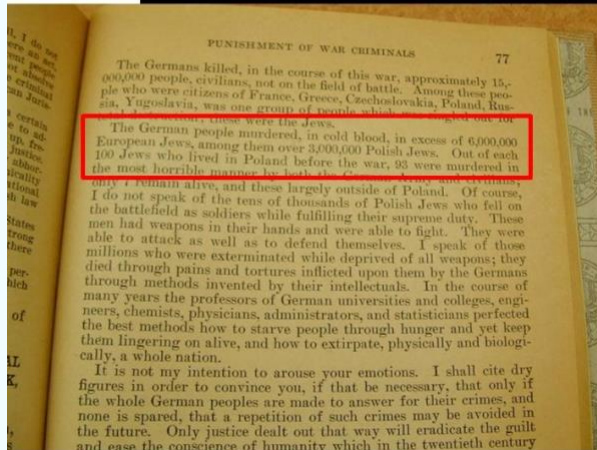 PUNISHMENT OF WAR CRIMINALS 77
The Germans killed, in the course of this war, approximately 15,-
000,000 people, civilians, not on the field of battle. Among these peo-
ple who were citizens of France, Greece, Czechoslovakia, Poland, Rus-
sia, Yugoslavia, was one group of people which was singled out for
these were the Jews.
The German people murdered, in cold blood, in excess of 6,000,000
European Jews, among them over 3,000,000 Polish Jews. Out of each
100 Jews who lived in Poland before the war, 93 were murdered in
the most horrible manner by both the German Army and civilians;
only 7 remain alive, and these largely outside of Poland. Of course,
I do not speak of the tens of thousands of Polish Jews who fell on
the battlefield as soldiers while fulfilling their supreme duty. These
men had weapons in their hands and were able to fight. They were
able to attack as well as to defend themselves. I speak of those
millions who were exterminated while deprived of all weapons; they
died through pains and tortures inflicted upon them by the Germans
through methods invented by their intellectuals. In the course of
many years the professors of German universities and colleges, engi-
neers, chemists, physicians, administrators, and statisticians perfected
the best methods how to starve people through hunger and yet keep
them lingering on alive, and how to extirpate, physically and biologi-
cally, a whole nation.
It is not my intention to arouse your emotions. I shall cite dry
figures in order to convince you, if that be necessary, that only if
the whole German peoples are made to answer for their crimes, and
none is spared, that a repetition of such crimes may be avoided in
the future. Only justice dealt out that way will eradicate the guilt
and ease the conscience of humanity which in the twentieth century